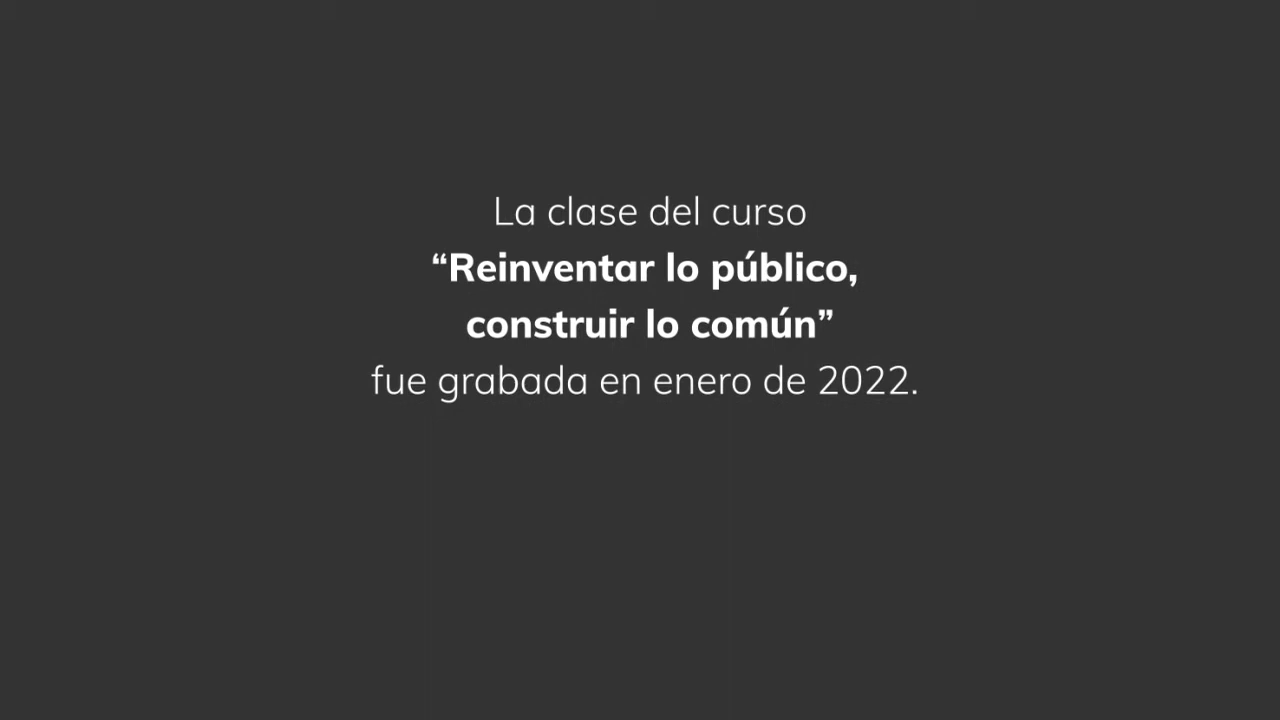 La clase del curso
“Reinventar lo público,
construir lo común”
fue grabada en enero de 2022.